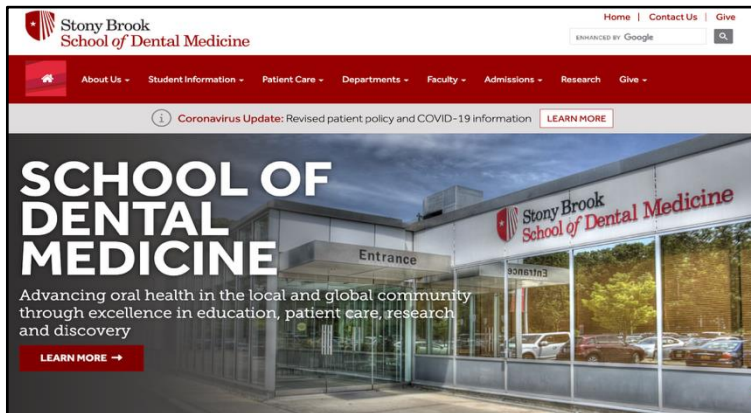 Stony Brook
School of Dental Medicine
Home | Contact Us | Give
ENHANCED BY Google
About Us Student Information Patient Care Departments Faculty Admissions Research Give
i Coronavirus Update: Revised patient policy and COVID-19 information LEARN MORE
SCHOOL OF
DENTAL
MEDICINE
Advancing oral health in the local and global community
through excellence in education, patient care, research
and discovery
LEARN MORE →
Stony Brook
School of Dental Medicine
Entrance
Entrance